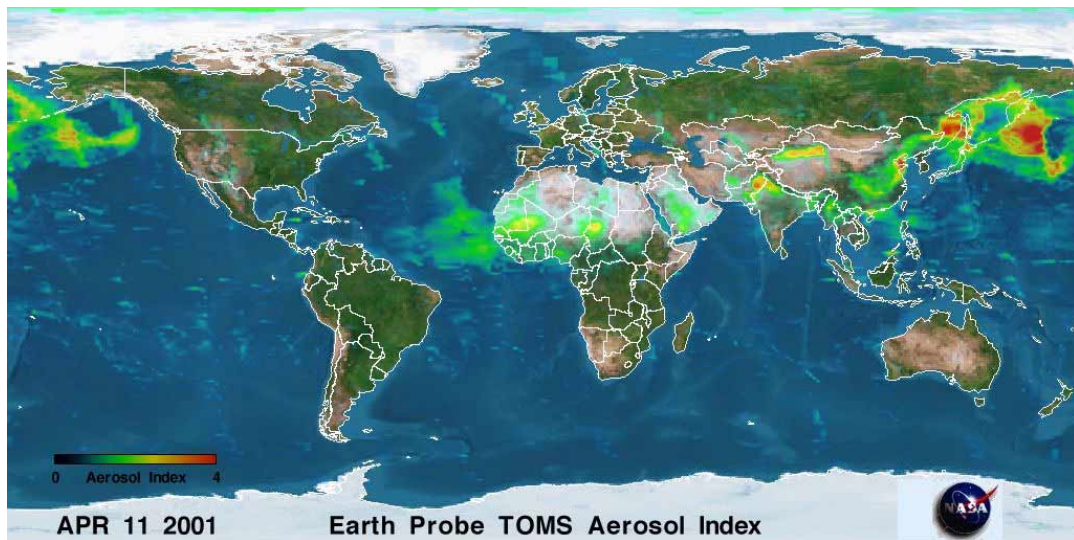 0 Aerosol Index 4
APR 11 2001 Earth Probe TOMS Aerosol Index
NASA